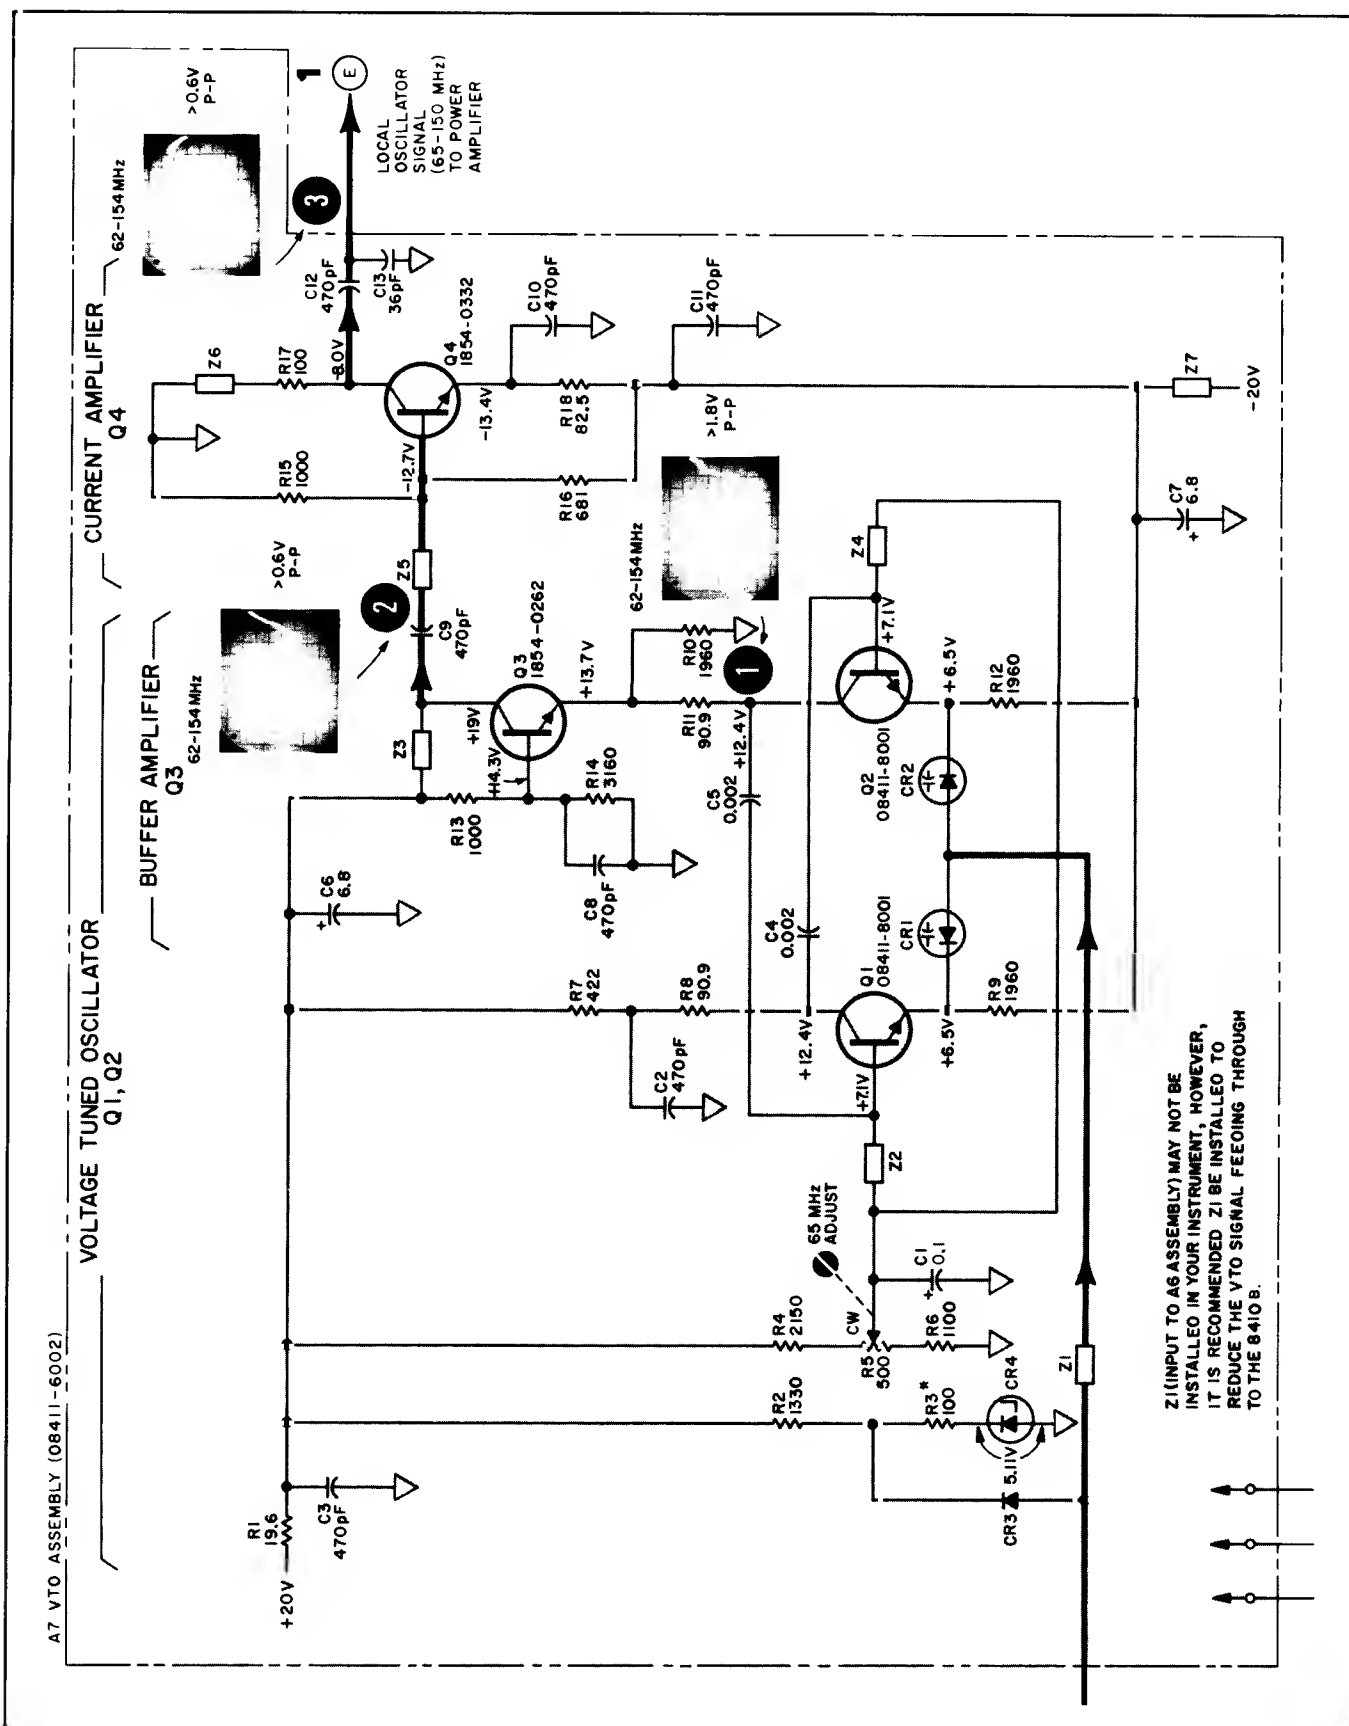 A7 VTO ASSEMBLY (08411-6002)
VOLTAGE TUNED OSCILLATOR
Q1, Q2
BUFFER AMPLIFIER
Q3
CURRENT AMPLIFIER
Q4
62-154MHz
>0.6V
P-P
62-154MHz
>0.6V
P-P
62-154MHz
>1.8V
P-P
1
E
LOCAL
OSCILLATOR
SIGNAL
(65-150 MHz)
TO POWER
AMPLIFIER
3
2
1
+20V
R1
19.6
C3
470pF
C6
6.8
+
R13
1000
Z3
+19V
+14.3V
Q3
1854-0262
+13.7V
R14
3160
C8
470pF
C9
470pF
Z5
R15
1000
Z6
R17
100
-8.0V
C12
470pF
C13
36pF
-12.7V
Q4
1854-0332
-13.4V
C10
470pF
R18
82.5
R16
681
C11
470pF
R7
422
R8
90.9
C2
470pF
R11
90.9
R10
1960
+12.4V
C5
0.002
C4
0.002
+12.4V
Q1
08411-8001
+7.1V
+6.5V
R9
1960
CR1
CR2
Q2
08411-8001
+7.1V
+6.5V
R12
1960
Z4
Z2
65 MHz
ADJUST
CW
C1
0.1
+
R4
2150
R5
500
R6
1100
R2
1330
R3*
100
CR4
5.11V
CR3
Z1
C7
6.8
+
Z7
-20V
Z1 (INPUT TO A6 ASSEMBLY) MAY NOT BE
INSTALLED IN YOUR INSTRUMENT, HOWEVER,
IT IS RECOMMENDED Z1 BE INSTALLED TO
REDUCE THE VTO SIGNAL FEEDING THROUGH
TO THE 8410B.